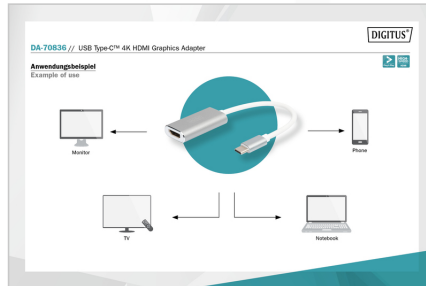 DIGITUS®
DA-70836 // USB Type-C™ 4K HDMI Graphics Adapter
Anwendungsbeispiel
Example of use
Monitor
Phone
TV
Notebook